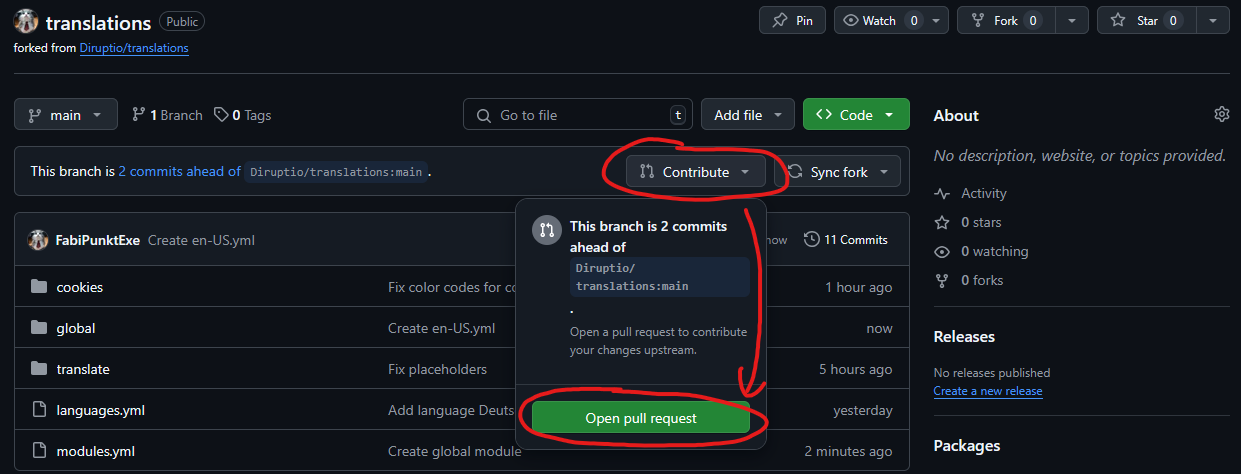 translations Public
Pin Watch 0 Fork 0 Star 0
forked from Diruptio/translations
main 1 Branch 0 Tags Go to file t Add file Code
This branch is 2 commits ahead of Diruptio/translations:main .
Contribute Sync fork
FabiPunktExe Create en-US.yml now 11 Commits
cookies Fix color codes for co 1 hour ago
global Create en-US.yml now
translate Fix placeholders 5 hours ago
languages.yml Add language Deuts yesterday
modules.yml Create global module 2 minutes ago
This branch is 2 commits
ahead of
Diruptio/
translations:main
.
Open a pull request to contribute
your changes upstream.
Open pull request
About
No description, website, or topics provided.
Activity
0 stars
0 watching
0 forks
Releases
No releases published
Create a new release
Packages